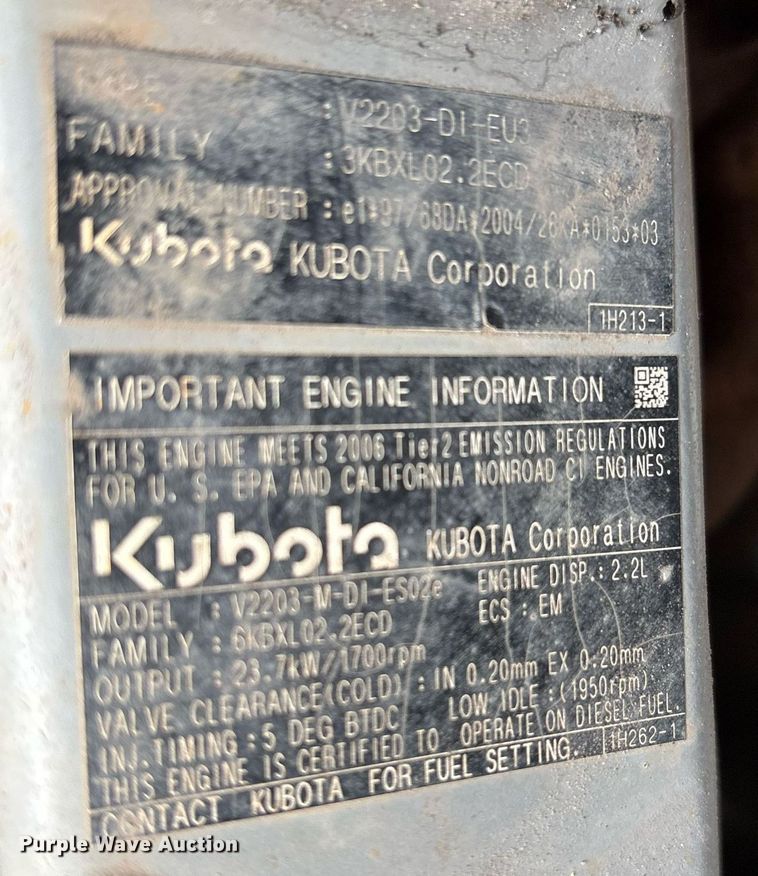 TYPE : V2203-DI-EU3
FAMILY : 3KBXL02.2ECD
APPROVAL NUMBER : e1*97/68DA*2004/26*A*0153*03
Kubota KUBOTA Corporation
1H213-1
IMPORTANT ENGINE INFORMATION
THIS ENGINE MEETS 2006 Tier2 EMISSION REGULATIONS
FOR U. S. EPA AND CALIFORNIA NONROAD CI ENGINES.
Kubota KUBOTA Corporation
MODEL : V2203-M-DI-ES02e ENGINE DISP.: 2.2L
FAMILY : 6KBXL02.2ECD ECS : EM
OUTPUT : 23.7kW/1700rpm
VALVE CLEARANCE(COLD) : IN 0.20mm EX 0.20mm
INJ.TIMING : 5 DEG BTDC LOW IDLE :(1950rpm)
THIS ENGINE IS CERTIFIED TO OPERATE ON DIESEL FUEL.
CONTACT KUBOTA FOR FUEL SETTING. 1H262-1
Purple Wave Auction